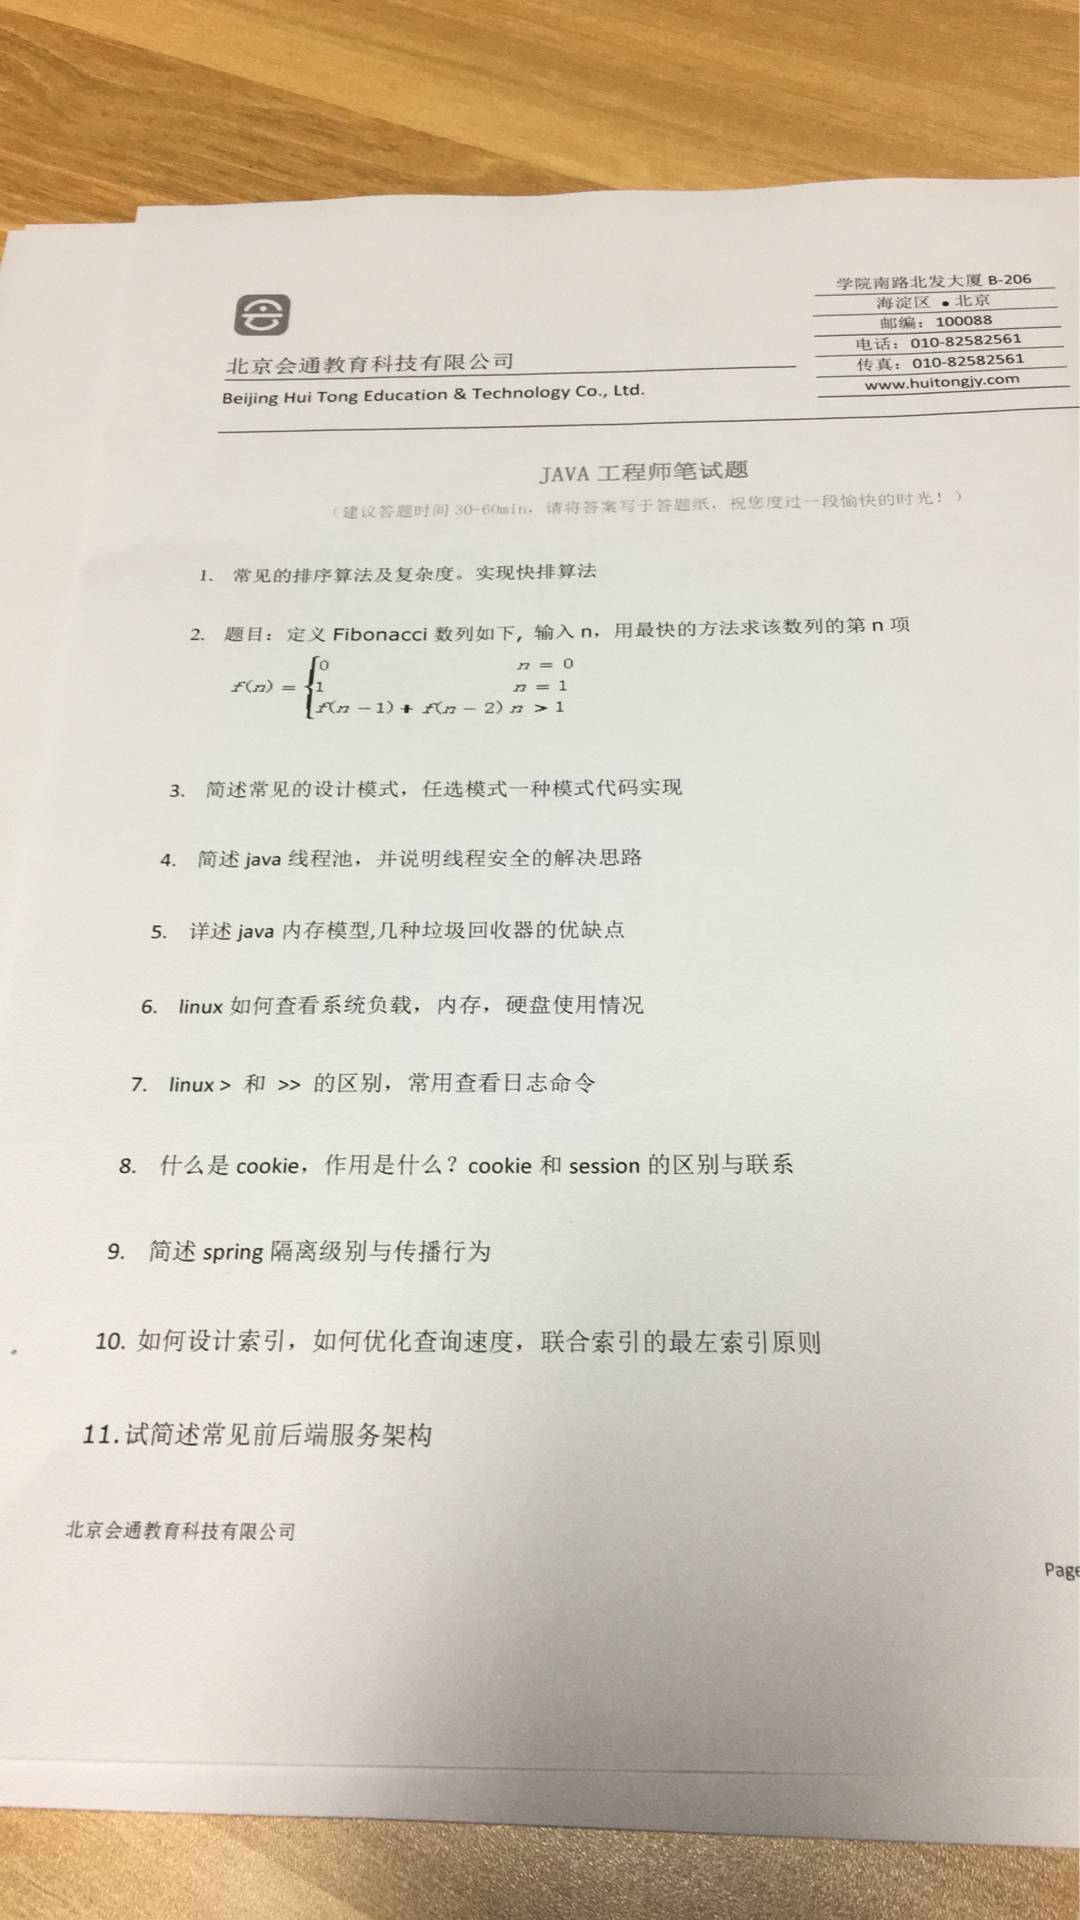 会
北京会通教育科技有限公司
Beijing Hui Tong Education & Technology Co., Ltd.
学院南路北发大厦 B-206
海淀区 • 北京
邮编：100088
电话：010-82582561
传真：010-82582561
www.huitongjy.com
JAVA 工程师笔试题
（建议答题时间 30-60min，请将答案写于答题纸，祝您度过一段愉快的时光！）
1. 常见的排序算法及复杂度。实现快排算法
2. 题目：定义 Fibonacci 数列如下，输入 n，用最快的方法求该数列的第 n 项
0 n = 0
f(n) = { 1 n = 1
f(n − 1) + f(n − 2) n > 1
3. 简述常见的设计模式，任选模式一种模式代码实现
4. 简述 java 线程池，并说明线程安全的解决思路
5. 详述 java 内存模型,几种垃圾回收器的优缺点
6. linux 如何查看系统负载，内存，硬盘使用情况
7. linux > 和 >> 的区别，常用查看日志命令
8. 什么是 cookie，作用是什么？cookie 和 session 的区别与联系
9. 简述 spring 隔离级别与传播行为
10. 如何设计索引，如何优化查询速度，联合索引的最左索引原则
11.试简述常见前后端服务架构
北京会通教育科技有限公司
Page